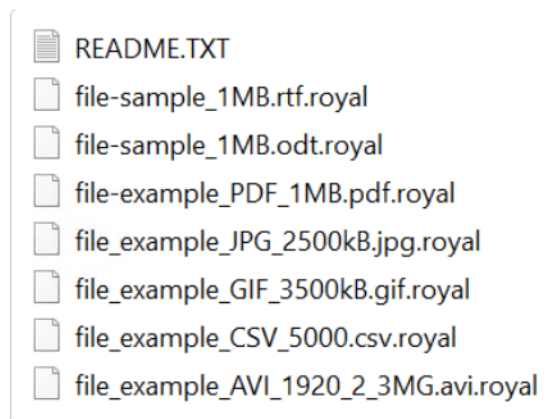 README.TXT
file-sample_1MB.rtf.royal
file-sample_1MB.odt.royal
file-example_PDF_1MB.pdf.royal
file_example_JPG_2500kB.jpg.royal
file_example_GIF_3500kB.gif.royal
file_example_CSV_5000.csv.royal
file_example_AVI_1920_2_3MG.avi.royal